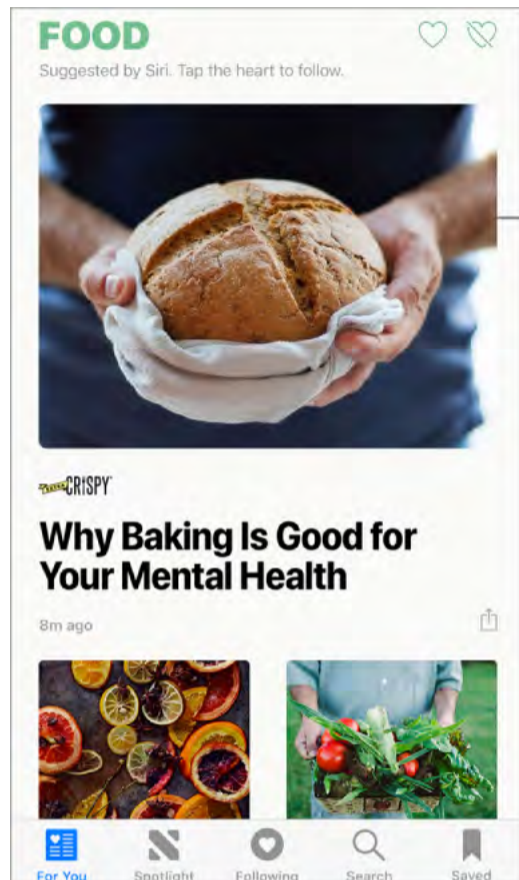 FOOD
Suggested by Siri. Tap the heart to follow.
CRISPY
Why Baking Is Good for
Your Mental Health
8m ago
For You
Spotlight
Following
Search
Saved